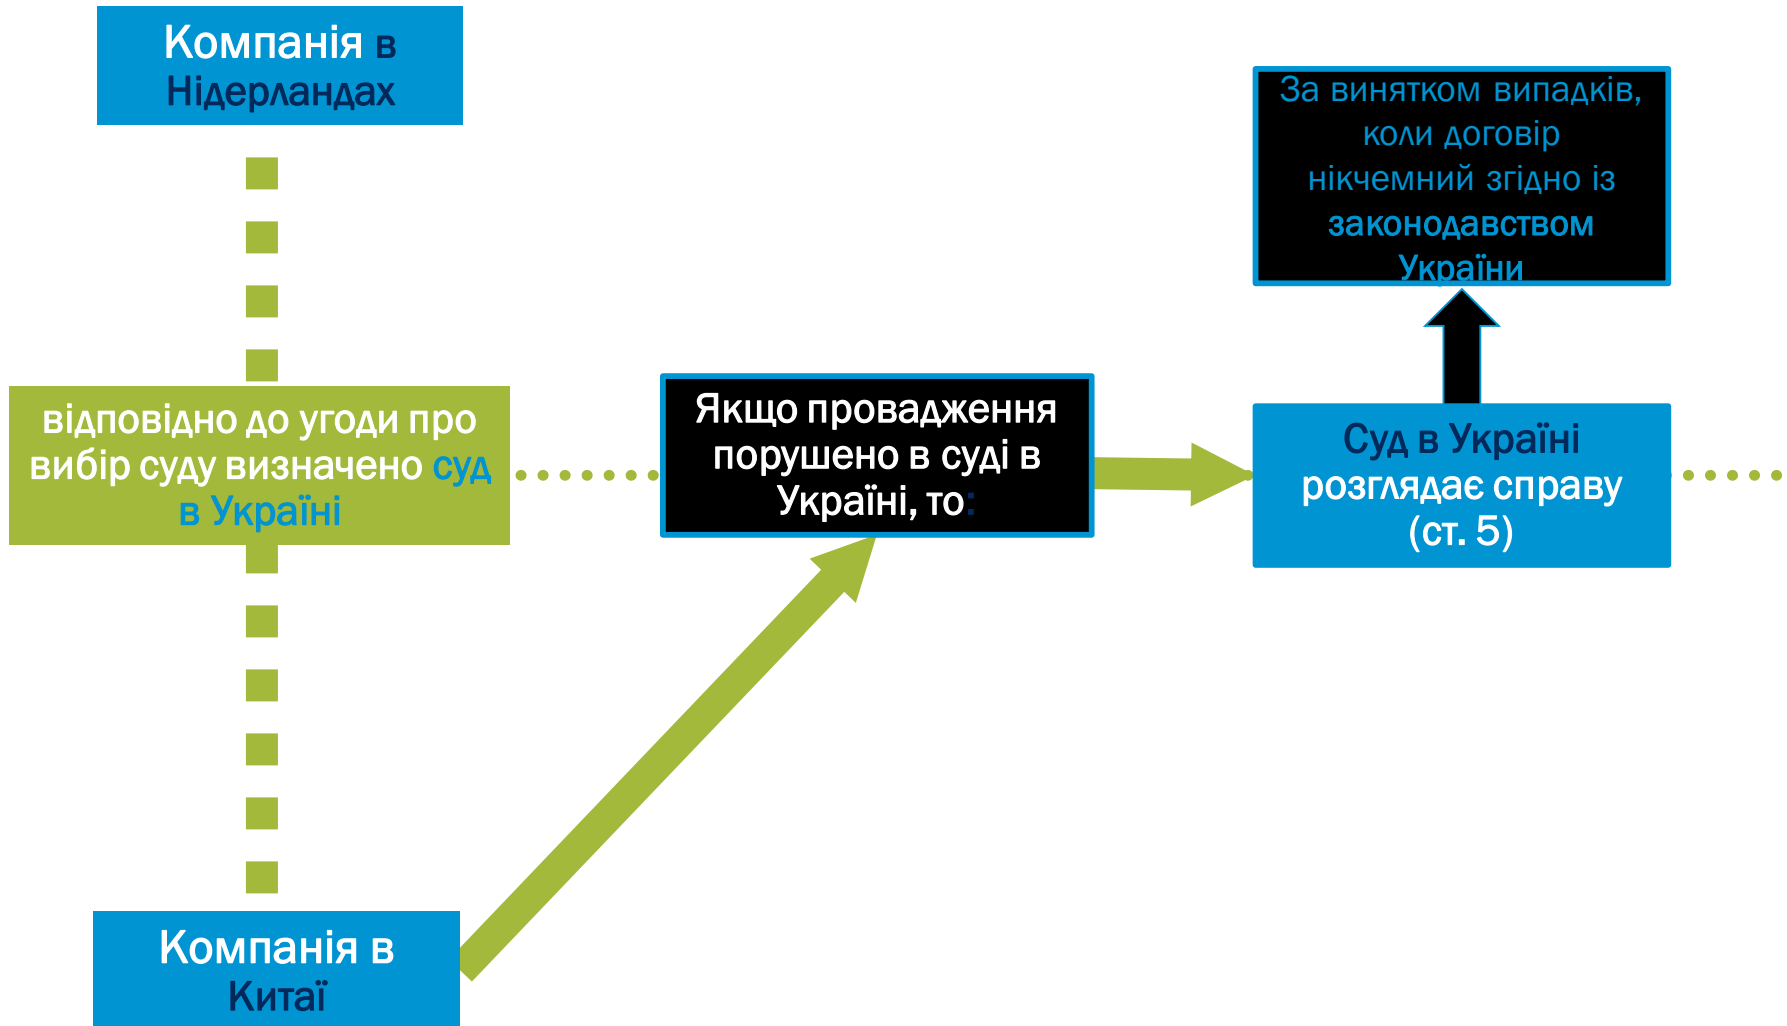 Компанія в
Нідерландах
відповідно до угоди про
вибір суду визначено суд
в Україні
Компанія в
Китаї
Якщо провадження
порушено в суді в
Україні, то:
За винятком випадків,
коли договір
нікчемний згідно із
законодавством
України
Суд в Україні
розглядає справу
(ст. 5)